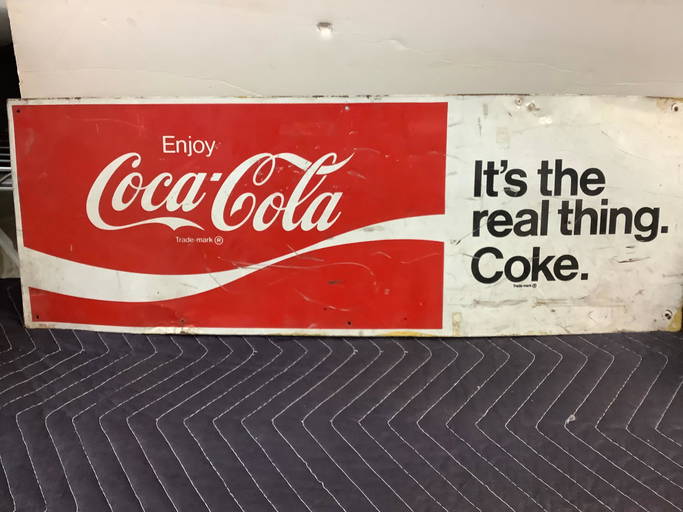 Enjoy
Coca-Cola
Trade-mark ®
It's the
real thing.
Coke.
Trade-mark ®